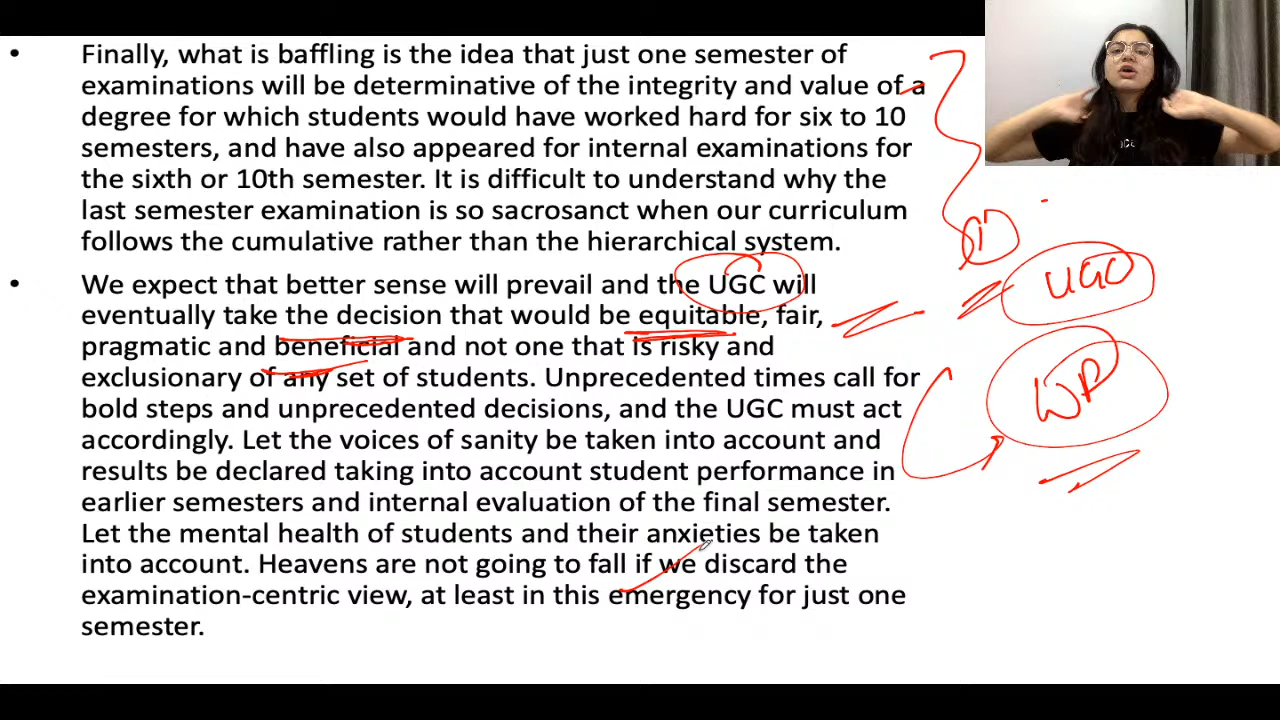 • Finally, what is baffling is the idea that just one semester of
examinations will be determinative of the integrity and value of a
degree for which students would have worked hard for six to 10
semesters, and have also appeared for internal examinations for
the sixth or 10th semester. It is difficult to understand why the
last semester examination is so sacrosanct when our curriculum
follows the cumulative rather than the hierarchical system.
• We expect that better sense will prevail and the UGC will
eventually take the decision that would be equitable, fair,
pragmatic and beneficial and not one that is risky and
exclusionary of any set of students. Unprecedented times call for
bold steps and unprecedented decisions, and the UGC must act
accordingly. Let the voices of sanity be taken into account and
results be declared taking into account student performance in
earlier semesters and internal evaluation of the final semester.
Let the mental health of students and their anxieties be taken
into account. Heavens are not going to fall if we discard the
examination-centric view, at least in this emergency for just one
semester.
UGC